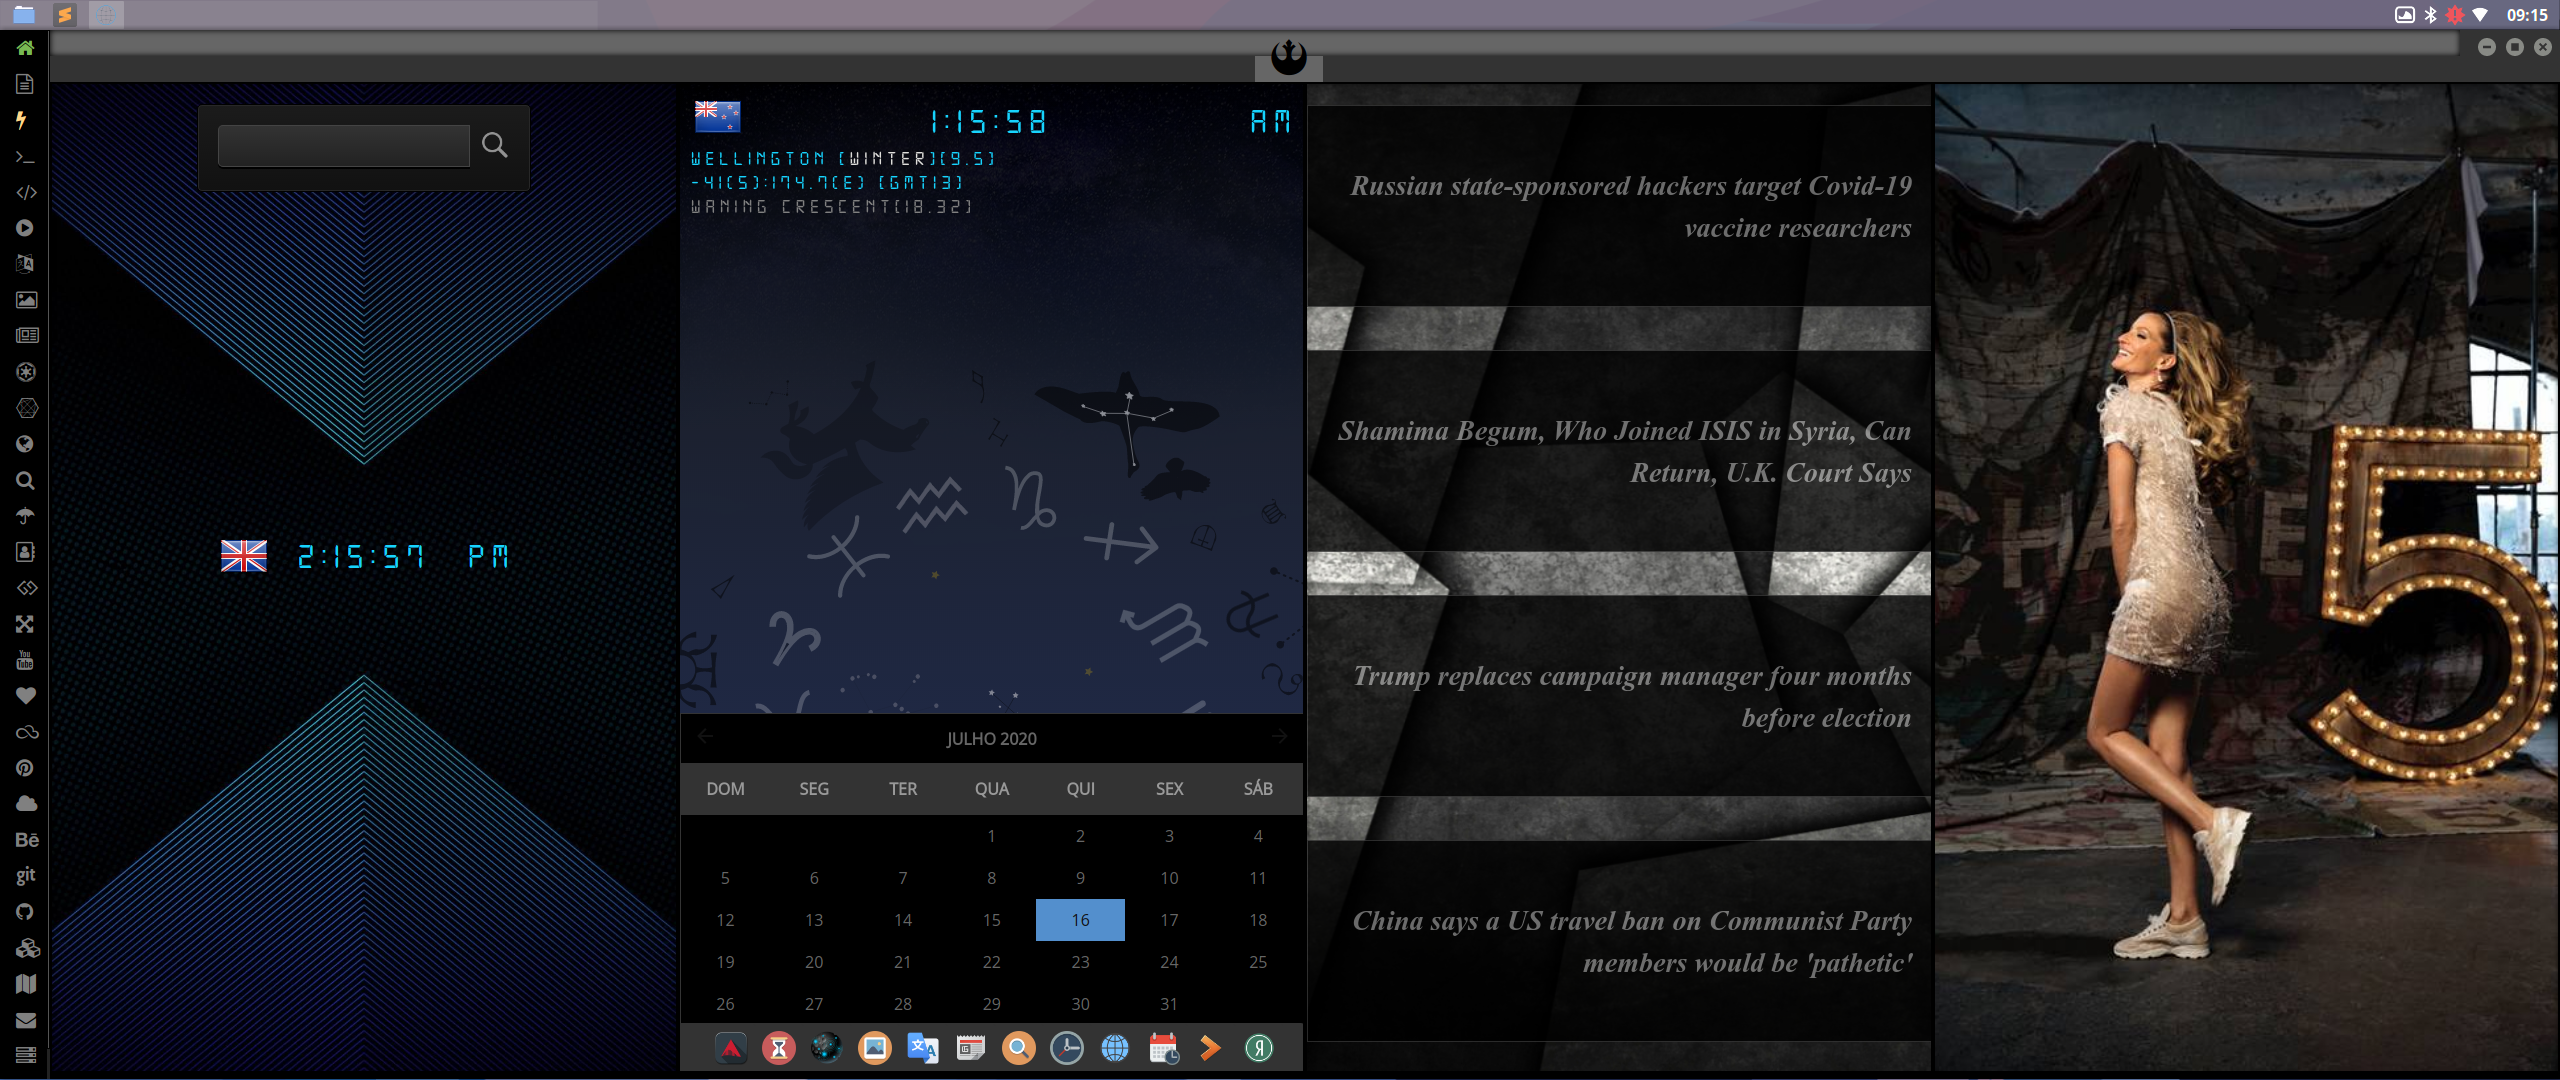 09:15
You
Tube
Bē
git
2:15:57 PM
1:15:58 AM
WELLINGTON [WINTER][9.5]
-41(S):174.7(E) [GMT13]
WANING CRESCENT[18.32]
JULHO 2020
DOM SEG TER QUA QUI SEX SÁB
1 2 3 4
5 6 7 8 9 10 11
12 13 14 15 16 17 18
19 20 21 22 23 24 25
26 27 28 29 30 31
Russian state-sponsored hackers target Covid-19
vaccine researchers
Shamima Begum, Who Joined ISIS in Syria, Can
Return, U.K. Court Says
Trump replaces campaign manager four months
before election
China says a US travel ban on Communist Party
members would be 'pathetic'
5